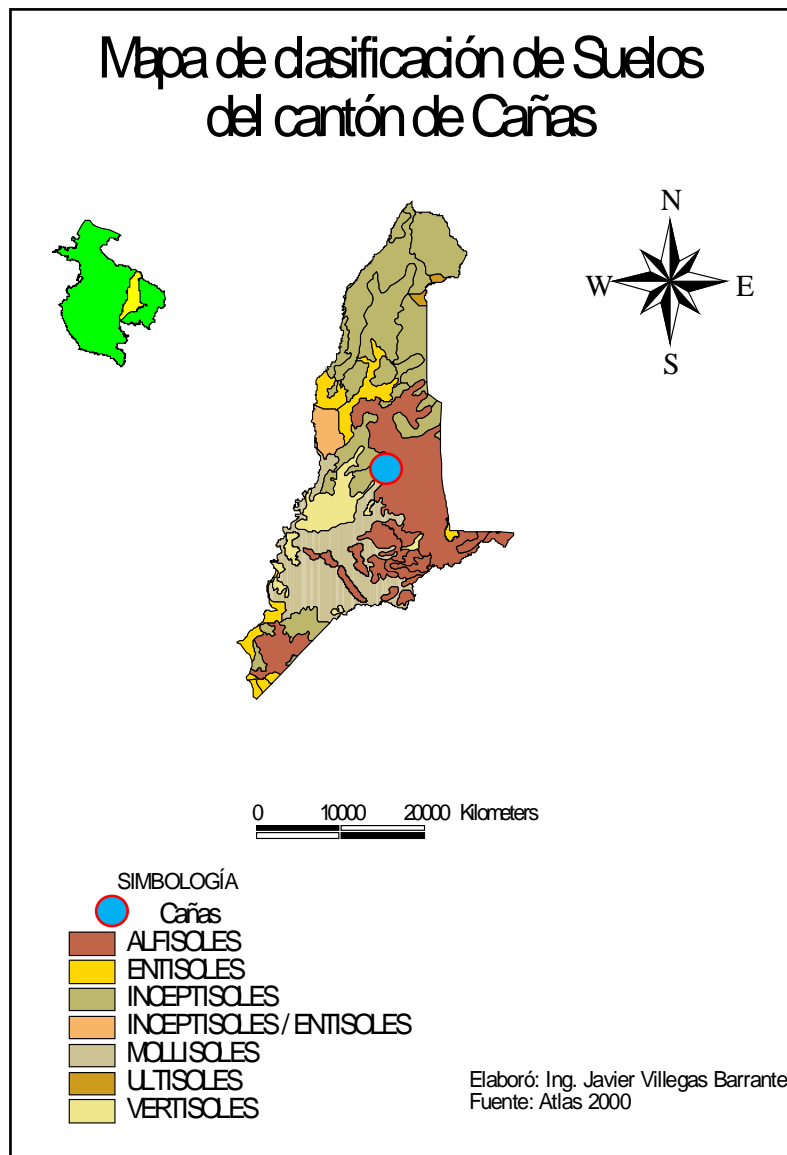 Mapa de clasificación de Suelos
del cantón de Cañas
N
W E
S
0 10000 20000 Kilometers
SIMBOLOGÍA
Cañas
ALFISOLES
ENTISOLES
INCEPTISOLES
INCEPTISOLES / ENTISOLES
MOLLISOLES
ULTISOLES
VERTISOLES
Elaboró: Ing. Javier Villegas Barrante
Fuente: Atlas 2000